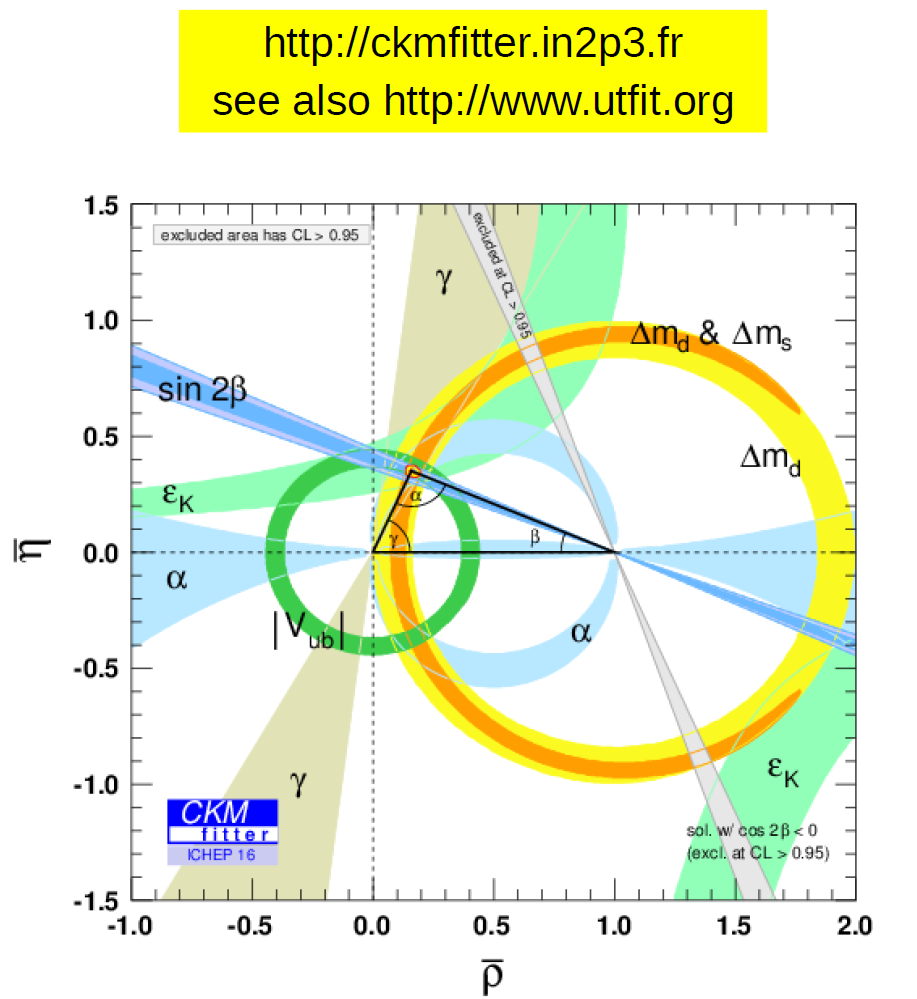 http://ckmfitter.in2p3.fr
see also http://www.utfit.org
1.5
excluded area has CL > 0.95
excluded at CL > 0.95
γ
1.0
Δm_d & Δm_s
sin 2β
0.5
Δm_d
ε_K
α
γ
β
η̅
0.0
α
|V_ub|
α
-0.5
γ
ε_K
-1.0
CKM
fitter
ICHEP 16
sol. w/ cos 2β < 0
(excl. at CL > 0.95)
-1.5
-1.0 -0.5 0.0 0.5 1.0 1.5 2.0
ρ̅